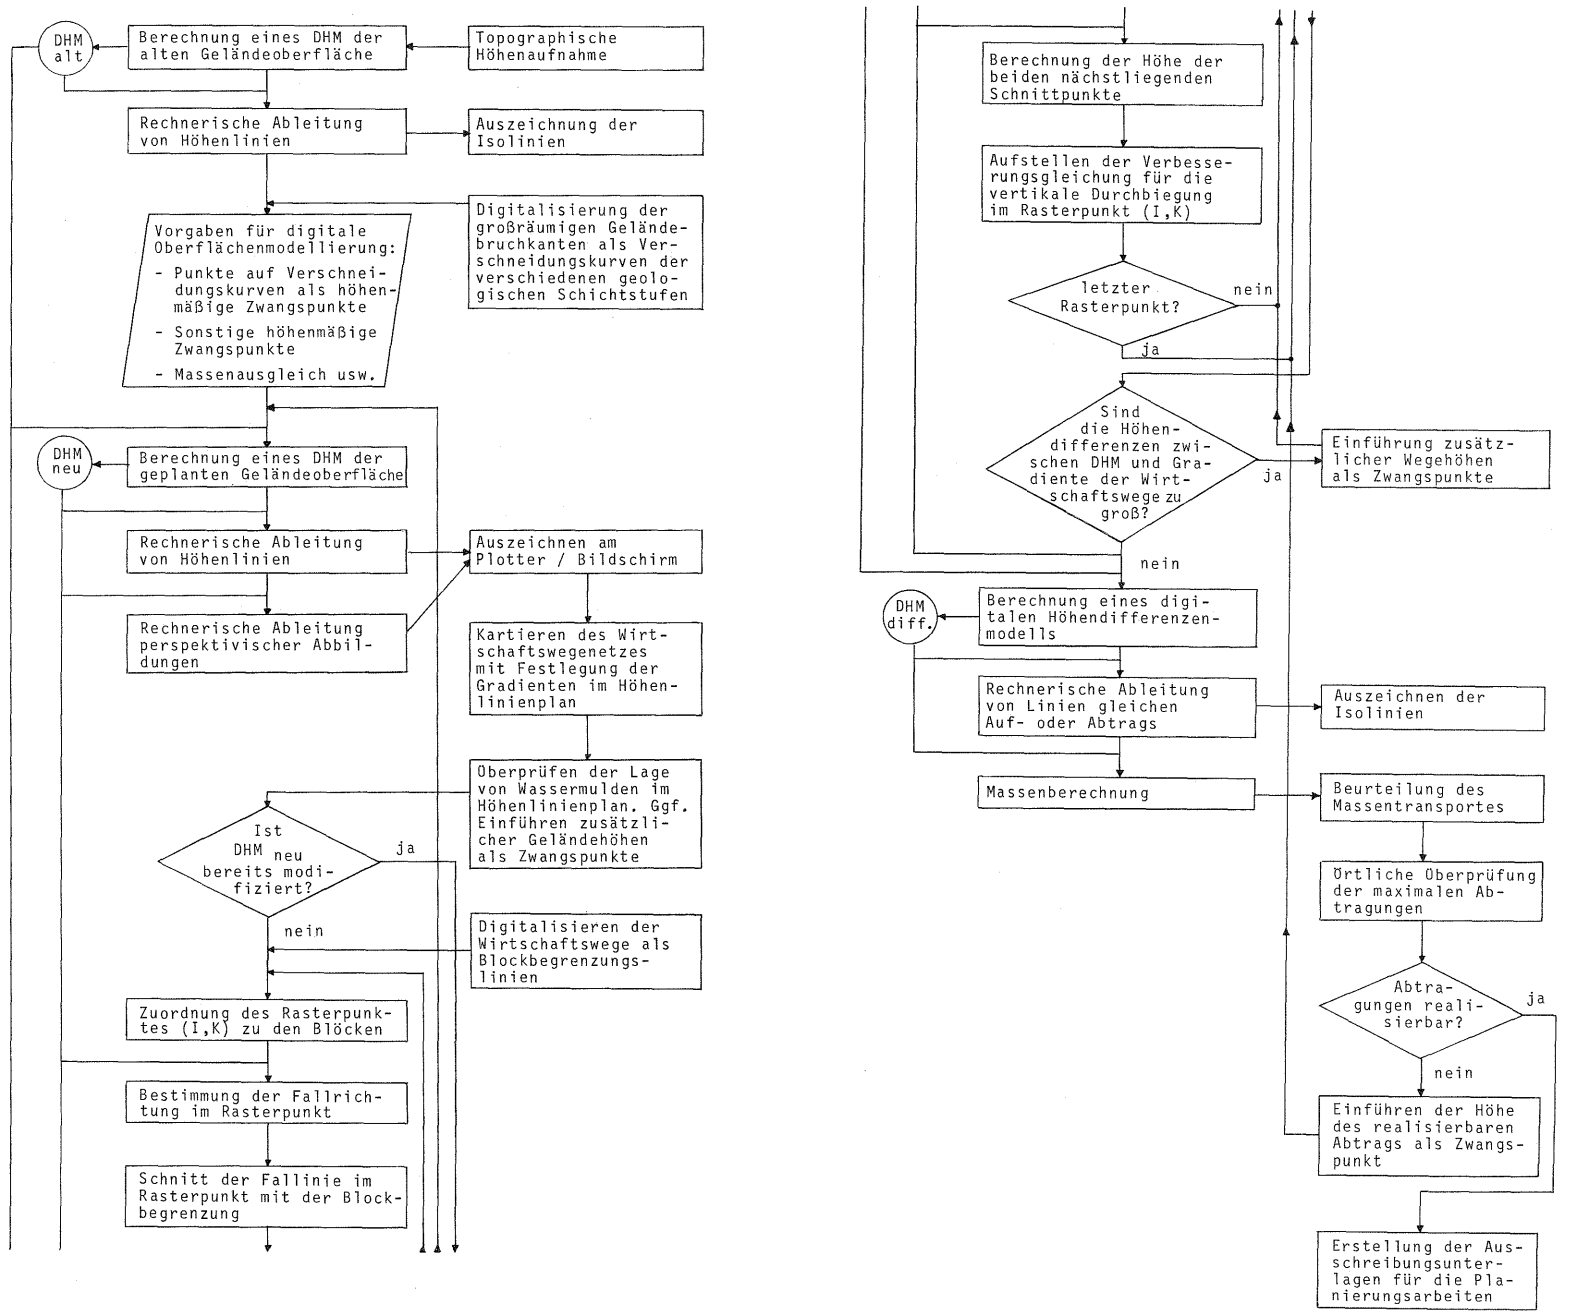 DHM
alt
Berechnung eines DHM der
alten Geländeoberfläche
Topographische
Höhenaufnahme
Rechnerische Ableitung
von Höhenlinien
Auszeichnung der
Isolinien
Digitalisierung der
großräumigen Gelände-
bruchkanten als Ver-
schneidungskurven der
verschiedenen geolo-
gischen Schichtstufen
Vorgaben für digitale
Oberflächenmodellierung:
- Punkte auf Verschnei-
dungskurven als höhen-
mäßige Zwangspunkte
- Sonstige höhenmäßige
Zwangspunkte
- Massenausgleich usw.
DHM
neu
Berechnung eines DHM der
geplanten Geländeoberfläche
Rechnerische Ableitung
von Höhenlinien
Auszeichnen am
Plotter / Bildschirm
Rechnerische Ableitung
perspektivischer Abbil-
dungen
Kartieren des Wirt-
schaftswegenetzes
mit Festlegung der
Gradienten im Höhen-
linienplan
Überprüfen der Lage
von Wassermulden im
Höhenlinienplan. Ggf.
Einführen zusätzli-
cher Geländehöhen
als Zwangspunkte
Ist
DHM neu
bereits modi-
fiziert?
ja
nein
Digitalisieren der
Wirtschaftswege als
Blockbegrenzungs-
linien
Zuordnung des Rasterpunk-
tes (I,K) zu den Blöcken
Bestimmung der Fallrich-
tung im Rasterpunkt
Schnitt der Fallinie im
Rasterpunkt mit der Block-
begrenzung
Berechnung der Höhe der
beiden nächstliegenden
Schnittpunkte
Aufstellen der Verbesse-
rungsgleichung für die
vertikale Durchbiegung
im Rasterpunkt (I,K)
letzter
Rasterpunkt?
nein
ja
Sind
die Höhen-
differenzen zwi-
schen DHM und Gra-
diente der Wirt-
schaftswege zu
groß?
ja
nein
Einführung zusätz-
licher Wegehöhen
als Zwangspunkte
DHM
diff.
Berechnung eines digi-
talen Höhendifferenzen-
modells
Rechnerische Ableitung
von Linien gleichen
Auf- oder Abtrags
Auszeichnen der
Isolinien
Massenberechnung
Beurteilung des
Massentransportes
Örtliche Überprüfung
der maximalen Ab-
tragungen
Abtra-
gungen reali-
sierbar?
ja
nein
Einführen der Höhe
des realisierbaren
Abtrags als Zwangs-
punkt
Erstellung der Aus-
schreibungsunter-
lagen für die Pla-
nierungsarbeiten